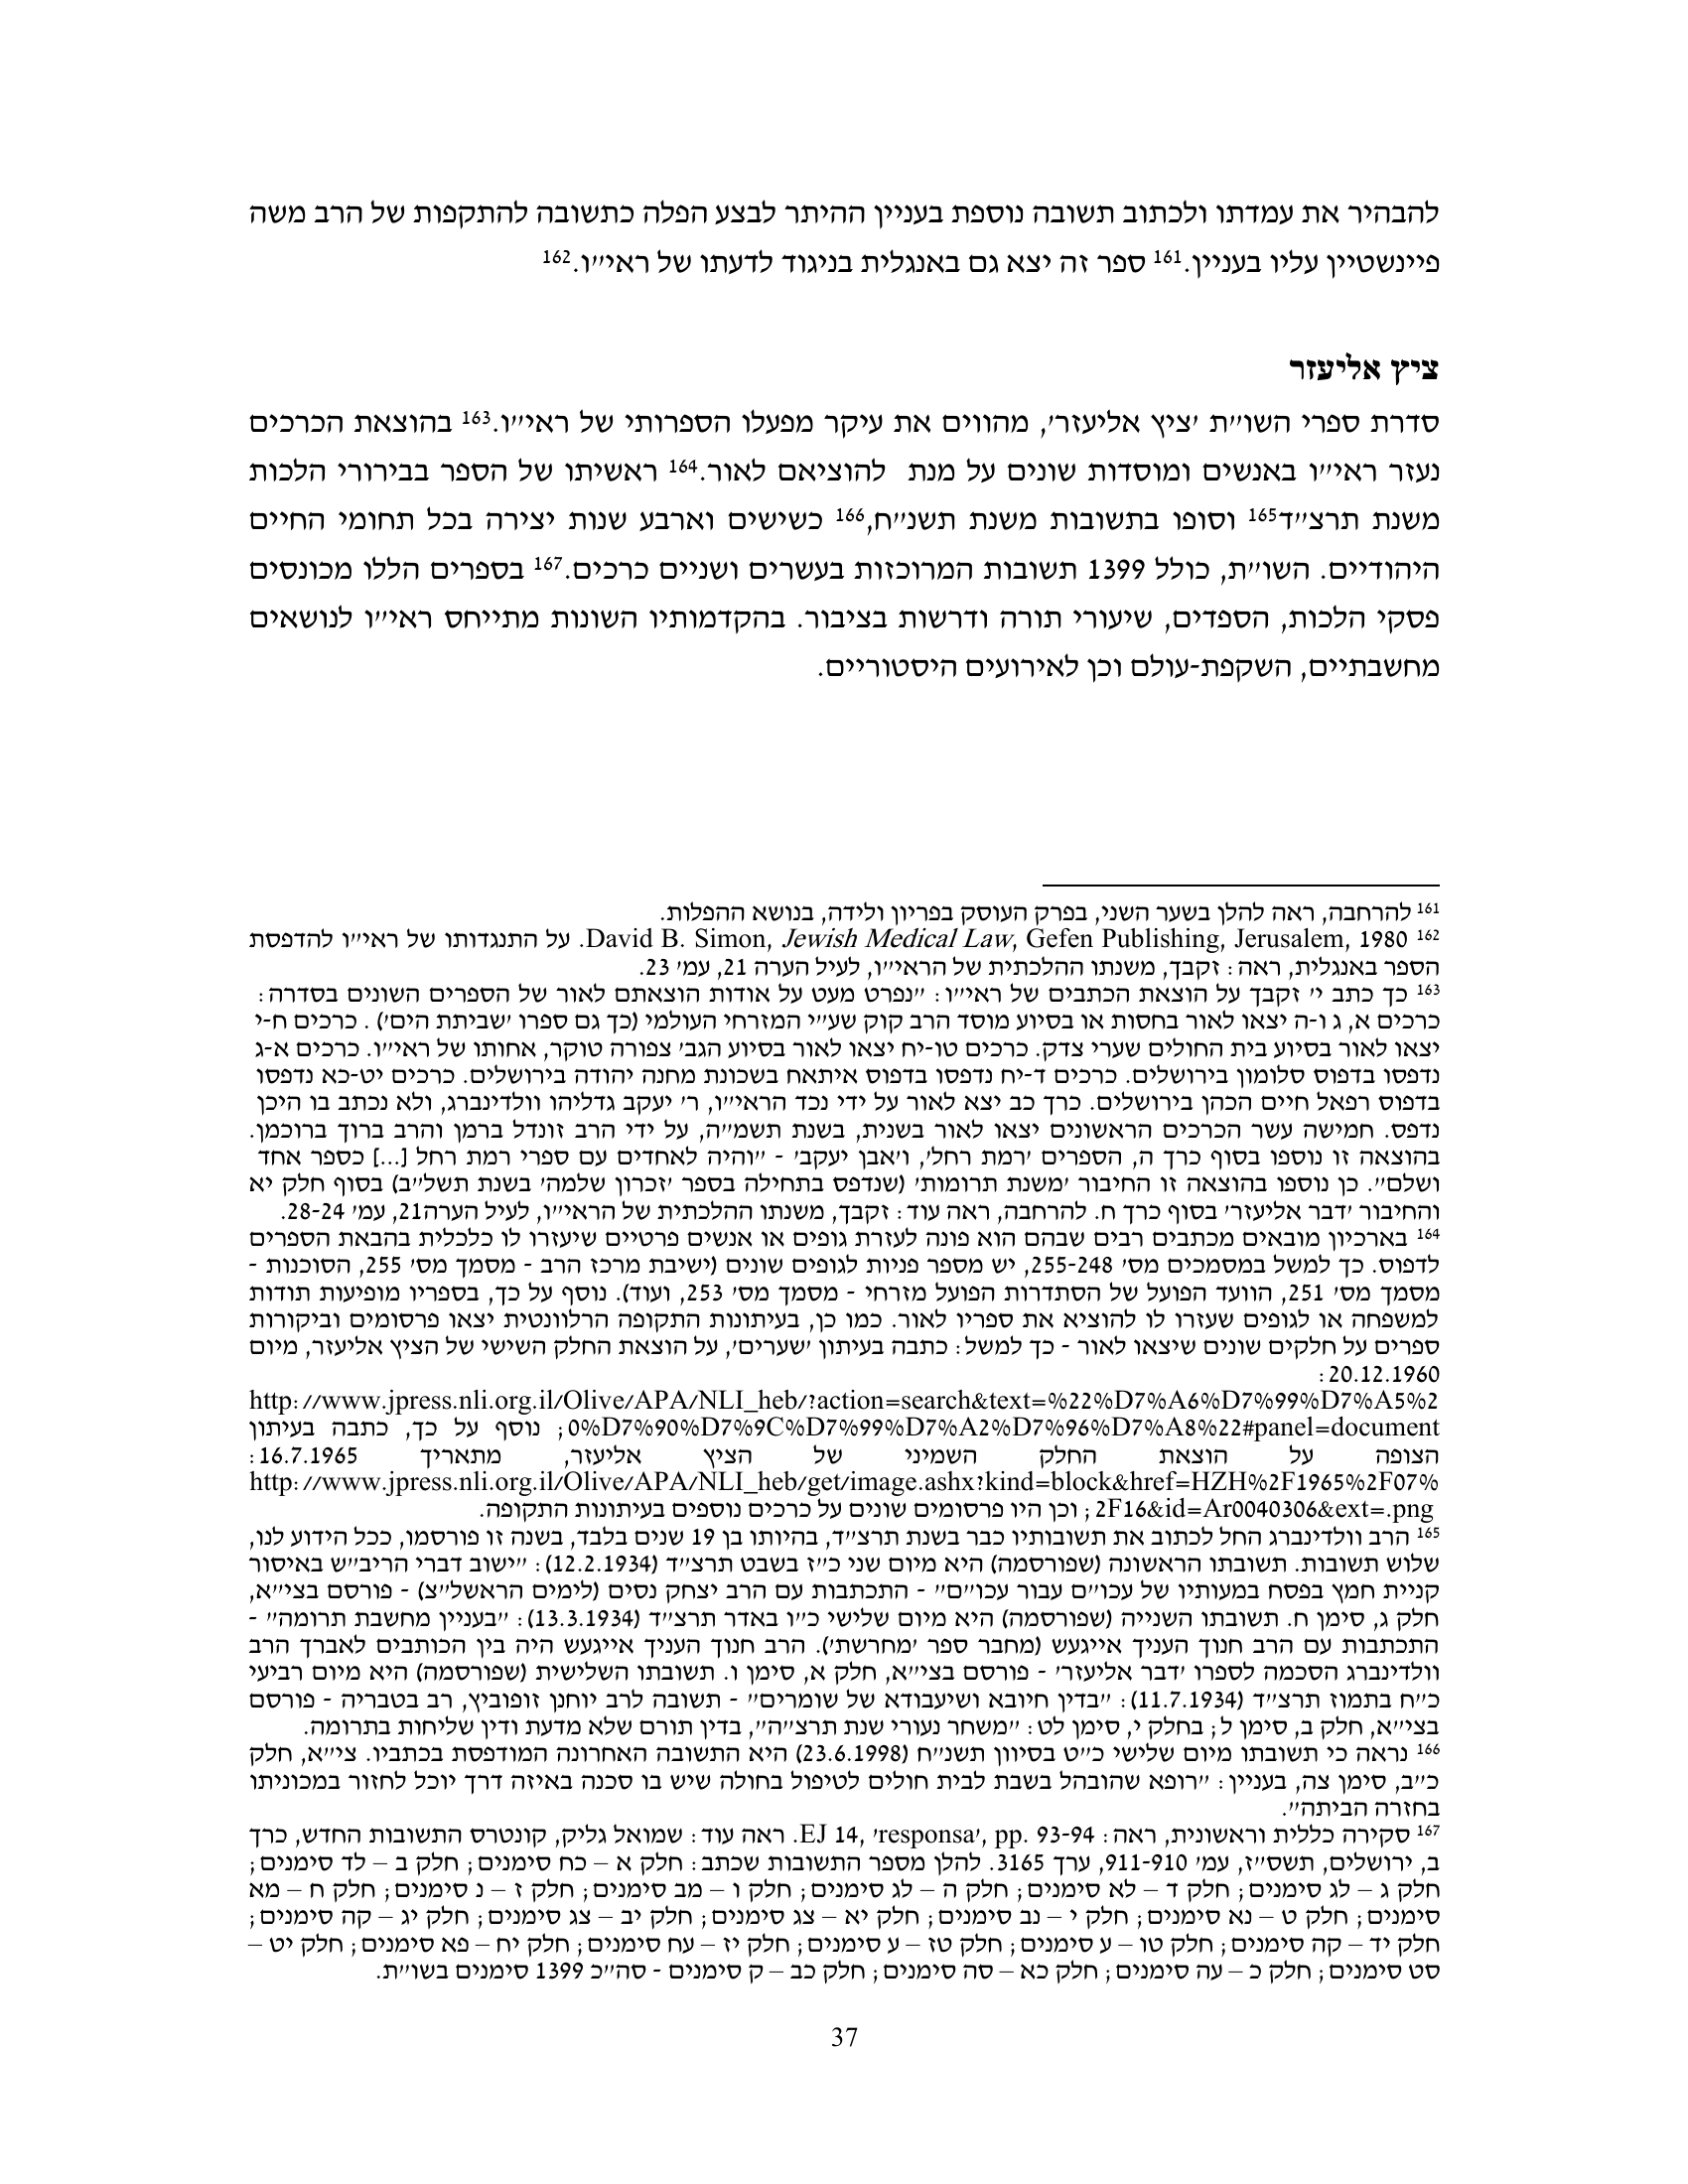 להבהיר את עמדתו ולכתוב תשובה נוספת בעניין ההיתר לבצע הפלה כתשובה להתקפות של הרב משה
פיינשטיין עליו בעניין.161 ספר זה יצא גם באנגלית בניגוד לדעתו של ראי״ו.162
ציץ אליעזר
סדרת ספרי השו״ת ׳ציץ אליעזר׳, מהווים את עיקר מפעלו הספרותי של ראי״ו.163 בהוצאת הכרכים
נעזר ראי״ו באנשים ומוסדות שונים על מנת להוציאם לאור.164 ראשיתו של הספר בבירורי הלכות
משנת תרצ״ד165 וסופו בתשובות משנת תשנ״ח,166 כשישים וארבע שנות יצירה בכל תחומי החיים
היהודיים. השו״ת, כולל 1399 תשובות המרוכזות בעשרים ושניים כרכים.167 בספרים הללו מכונסים
פסקי הלכות, הספדים, שיעורי תורה ודרשות בציבור. בהקדמותיו השונות מתייחס ראי״ו לנושאים
מחשבתיים, השקפת-עולם וכן לאירועים היסטוריים.
161 להרחבה, ראה להלן בשער השני, בפרק העוסק בפריון ולידה, בנושא ההפלות.
162 David B. Simon, Jewish Medical Law, Gefen Publishing, Jerusalem, 1980. על התנגדותו של ראי״ו להדפסת
הספר באנגלית, ראה: זקבך, משנתו ההלכתית של הראי״ו, לעיל הערה 21, עמ׳ 23.
163 כך כתב י׳ זקבך על הוצאת הכתבים של ראי״ו: ״נפרט מעט על אודות הוצאתם לאור של הספרים השונים בסדרה:
כרכים א, ג ו-ה יצאו לאור בחסות או בסיוע מוסד הרב קוק שע״י המזרחי העולמי (כך גם ספרו ׳שביתת הים׳) . כרכים ח-י
יצאו לאור בסיוע בית החולים שערי צדק. כרכים טו-יח יצאו לאור בסיוע הגב׳ צפורה טוקר, אחותו של ראי״ו. כרכים א-ג
נדפסו בדפוס סלומון בירושלים. כרכים ד-יח נדפסו בדפוס איתאח בשכונת מחנה יהודה בירושלים. כרכים יט-כא נדפסו
בדפוס רפאל חיים הכהן בירושלים. כרך כב יצא לאור על ידי נכד הראי״ו, ר׳ יעקב גדליהו וולדינברג, ולא נכתב בו היכן
נדפס. חמישה עשר הכרכים הראשונים יצאו לאור בשנית, בשנת תשמ״ה, על ידי הרב זונדל ברמן והרב ברוך ברוכמן.
בהוצאה זו נוספו בסוף כרך ה, הספרים ׳רמת רחל׳, ו׳אבן יעקב׳ - ״והיה לאחדים עם ספרי רמת רחל [...] כספר אחד
ושלם״. כן נוספו בהוצאה זו החיבור ׳משנת תרומות׳ (שנדפס בתחילה בספר ׳זכרון שלמה׳ בשנת תשל״ב) בסוף חלק יא
והחיבור ׳דבר אליעזר׳ בסוף כרך ח. להרחבה, ראה עוד: זקבך, משנתו ההלכתית של הראי״ו, לעיל הערה21, עמ׳ 28-24.
164 בארכיון מובאים מכתבים רבים שבהם הוא פונה לעזרת גופים או אנשים פרטיים שיעזרו לו כלכלית בהבאת הספרים
לדפוס. כך למשל במסמכים מס׳ 255-248, יש מספר פניות לגופים שונים (ישיבת מרכז הרב - מסמך מס׳ 255, הסוכנות -
מסמך מס׳ 251, הוועד הפועל של הסתדרות הפועל מזרחי - מסמך מס׳ 253, ועוד). נוסף על כך, בספריו מופיעות תודות
למשפחה או לגופים שעזרו לו להוציא את ספריו לאור. כמו כן, בעיתונות התקופה הרלוונטית יצאו פרסומים וביקורות
ספרים על חלקים שונים שיצאו לאור - כך למשל: כתבה בעיתון ׳שערים׳, על הוצאת החלק השישי של הציץ אליעזר, מיום
20.12.1960:
http://www.jpress.nli.org.il/Olive/APA/NLI_heb/?action=search&text=%22%D7%A6%D7%99%D7%A5%2
0%D7%90%D7%9C%D7%99%D7%A2%D7%96%D7%A8%22#panel=document; נוסף על כך, כתבה בעיתון
הצופה על הוצאת החלק השמיני של הציץ אליעזר, מתאריך 16.7.1965:
http://www.jpress.nli.org.il/Olive/APA/NLI_heb/get/image.ashx?kind=block&href=HZH%2F1965%2F07%
2F16&id=Ar0040306&ext=.png; וכן היו פרסומים שונים על כרכים נוספים בעיתונות התקופה.
165 הרב וולדינברג החל לכתוב את תשובותיו כבר בשנת תרצ״ד, בהיותו בן 19 שנים בלבד, בשנה זו פורסמו, ככל הידוע לנו,
שלוש תשובות. תשובתו הראשונה (שפורסמה) היא מיום שני כ״ז בשבט תרצ״ד (12.2.1934): ״ישוב דברי הריב״ש באיסור
קניית חמץ בפסח במעותיו של עכו״ם עבור עכו״ם״ - התכתבות עם הרב יצחק נסים (לימים הראשל״צ) - פורסם בצי״א,
חלק ג, סימן ח. תשובתו השנייה (שפורסמה) היא מיום שלישי כ״ו באדר תרצ״ד (13.3.1934): ״בעניין מחשבת תרומה״ -
התכתבות עם הרב חנוך העניך אייגעש (מחבר ספר ׳מחרשת׳). הרב חנוך העניך אייגעש היה בין הכותבים לאברך הרב
וולדינברג הסכמה לספרו ׳דבר אליעזר׳ - פורסם בצי״א, חלק א, סימן ו. תשובתו השלישית (שפורסמה) היא מיום רביעי
כ״ח בתמוז תרצ״ד (11.7.1934): ״בדין חיובא ושיעבודא של שומרים״ - תשובה לרב יוחנן זופוביץ, רב בטבריה - פורסם
בצי״א, חלק ב, סימן ל; בחלק י, סימן לט: ״משחר נעורי שנת תרצ״ה״, בדין תורם שלא מדעת ודין שליחות בתרומה.
166 נראה כי תשובתו מיום שלישי כ״ט בסיוון תשנ״ח (23.6.1998) היא התשובה האחרונה המודפסת בכתביו. צי״א, חלק
כ״ב, סימן צה, בעניין: ״רופא שהובהל בשבת לבית חולים לטיפול בחולה שיש בו סכנה באיזה דרך יוכל לחזור במכוניתו
בחזרה הביתה״.
167 סקירה כללית וראשונית, ראה: EJ 14, ׳responsa׳, pp. 93-94. ראה עוד: שמואל גליק, קונטרס התשובות החדש, כרך
ב, ירושלים, תשס״ז, עמ׳ 911-910, ערך 3165. להלן מספר התשובות שכתב: חלק א – כח סימנים; חלק ב – לד סימנים;
חלק ג – לג סימנים; חלק ד – לא סימנים; חלק ה – לג סימנים; חלק ו – מב סימנים; חלק ז – נ סימנים; חלק ח – מא
סימנים; חלק ט – נא סימנים; חלק י – נב סימנים; חלק יא – צג סימנים; חלק יב – צג סימנים; חלק יג – קה סימנים;
חלק יד – קה סימנים; חלק טו – ע סימנים; חלק טז – ע סימנים; חלק יז – עח סימנים; חלק יח – פא סימנים; חלק יט –
סט סימנים; חלק כ – עה סימנים; חלק כא – סה סימנים; חלק כב – ק סימנים - סה״כ 1399 סימנים בשו״ת.
37